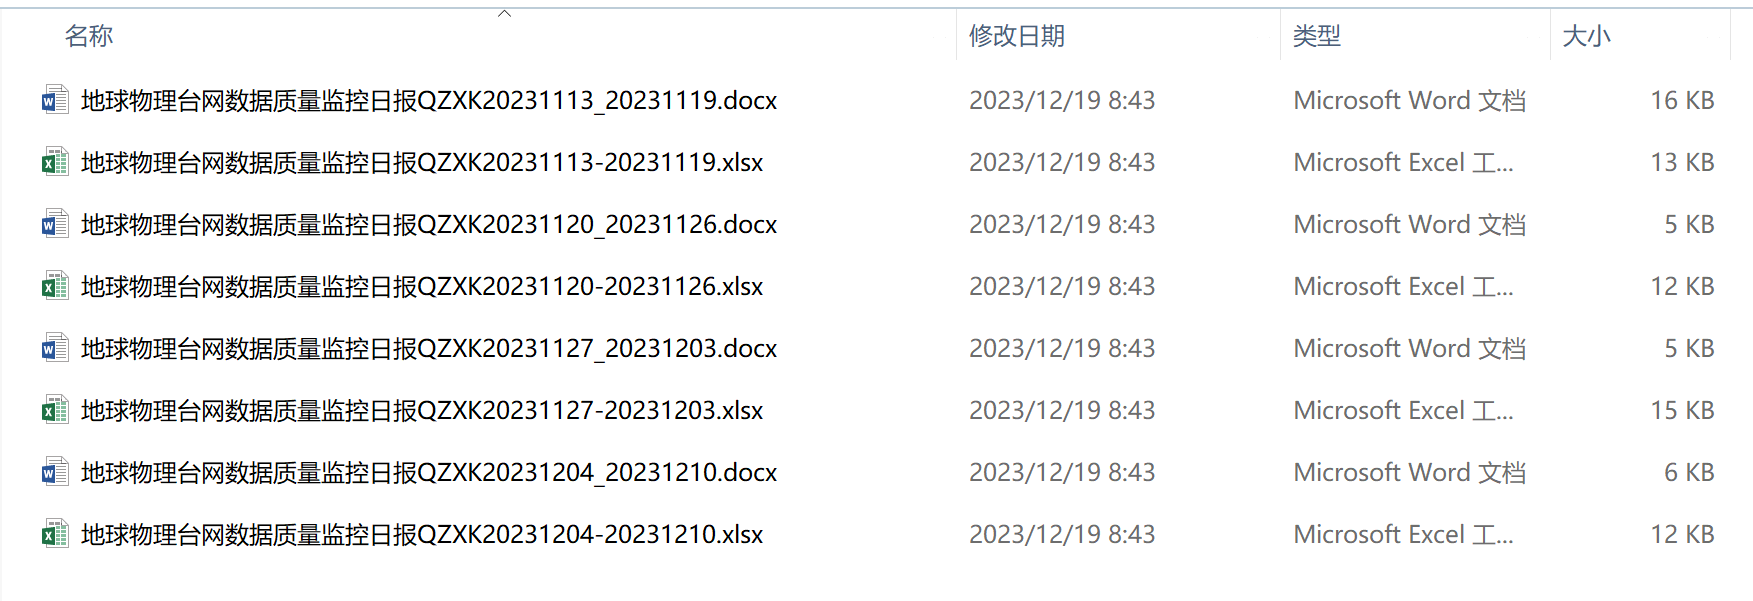 名称 修改日期 类型 大小
地球物理台网数据质量监控日报QZXK20231113_20231119.docx 2023/12/19 8:43 Microsoft Word 文档 16 KB
地球物理台网数据质量监控日报QZXK20231113-20231119.xlsx 2023/12/19 8:43 Microsoft Excel 工... 13 KB
地球物理台网数据质量监控日报QZXK20231120_20231126.docx 2023/12/19 8:43 Microsoft Word 文档 5 KB
地球物理台网数据质量监控日报QZXK20231120-20231126.xlsx 2023/12/19 8:43 Microsoft Excel 工... 12 KB
地球物理台网数据质量监控日报QZXK20231127_20231203.docx 2023/12/19 8:43 Microsoft Word 文档 5 KB
地球物理台网数据质量监控日报QZXK20231127-20231203.xlsx 2023/12/19 8:43 Microsoft Excel 工... 15 KB
地球物理台网数据质量监控日报QZXK20231204_20231210.docx 2023/12/19 8:43 Microsoft Word 文档 6 KB
地球物理台网数据质量监控日报QZXK20231204-20231210.xlsx 2023/12/19 8:43 Microsoft Excel 工... 12 KB